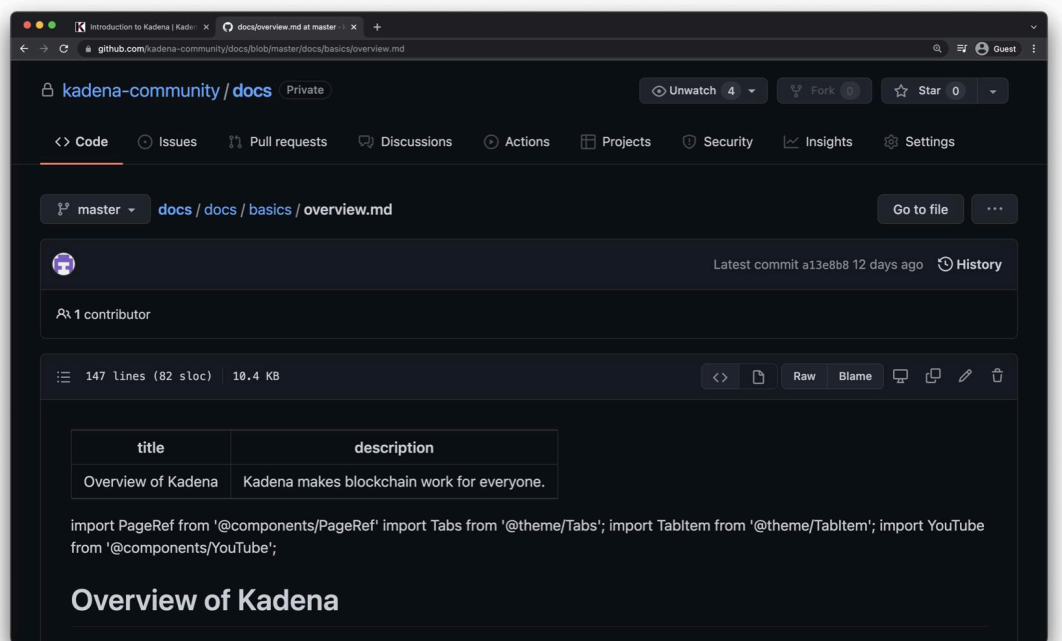 Introduction to Kadena | Kaden
docs/overview.md at master · k
github.com/kadena-community/docs/blob/master/docs/basics/overview.md
Guest
kadena-community / docs Private
Unwatch 4
Fork 0
Star 0
Code
Issues
Pull requests
Discussions
Actions
Projects
Security
Insights
Settings
master
docs / docs / basics / overview.md
Go to file
Latest commit a13e8b8 12 days ago
History
1 contributor
147 lines (82 sloc) 10.4 KB
Raw
Blame
title description
Overview of Kadena Kadena makes blockchain work for everyone.
import PageRef from '@components/PageRef' import Tabs from '@theme/Tabs'; import TabItem from '@theme/TabItem'; import YouTube
from '@components/YouTube';
Overview of Kadena